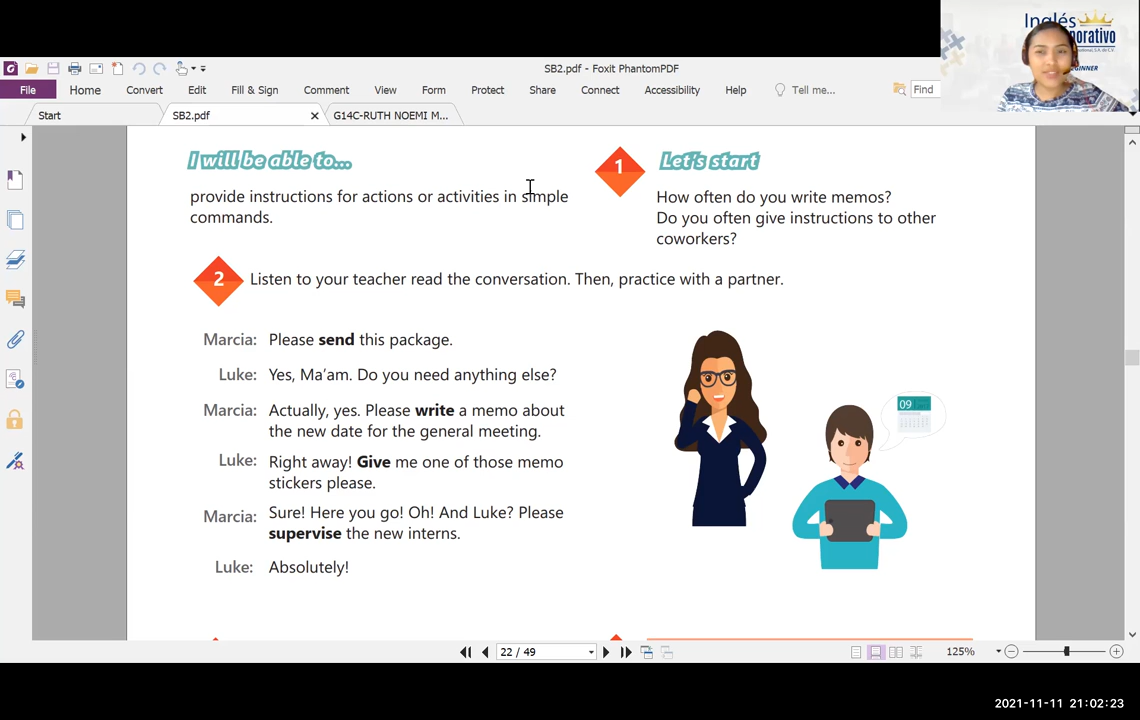 Inglés
orporativo
GINNER
SB2.pdf - Foxit PhantomPDF
File Home Convert Edit Fill & Sign Comment View Form Protect Share Connect Accessibility Help Tell me... Find
Start SB2.pdf G14C-RUTH NOEMI M...
I will be able to...
provide instructions for actions or activities in simple
commands.
1 Let's start
How often do you write memos?
Do you often give instructions to other
coworkers?
2 Listen to your teacher read the conversation. Then, practice with a partner.
Marcia: Please send this package.
Luke: Yes, Ma'am. Do you need anything else?
Marcia: Actually, yes. Please write a memo about
the new date for the general meeting.
Luke: Right away! Give me one of those memo
stickers please.
Marcia: Sure! Here you go! Oh! And Luke? Please
supervise the new interns.
Luke: Absolutely!
09
22 / 49
125%
2021-11-11 21:02:23